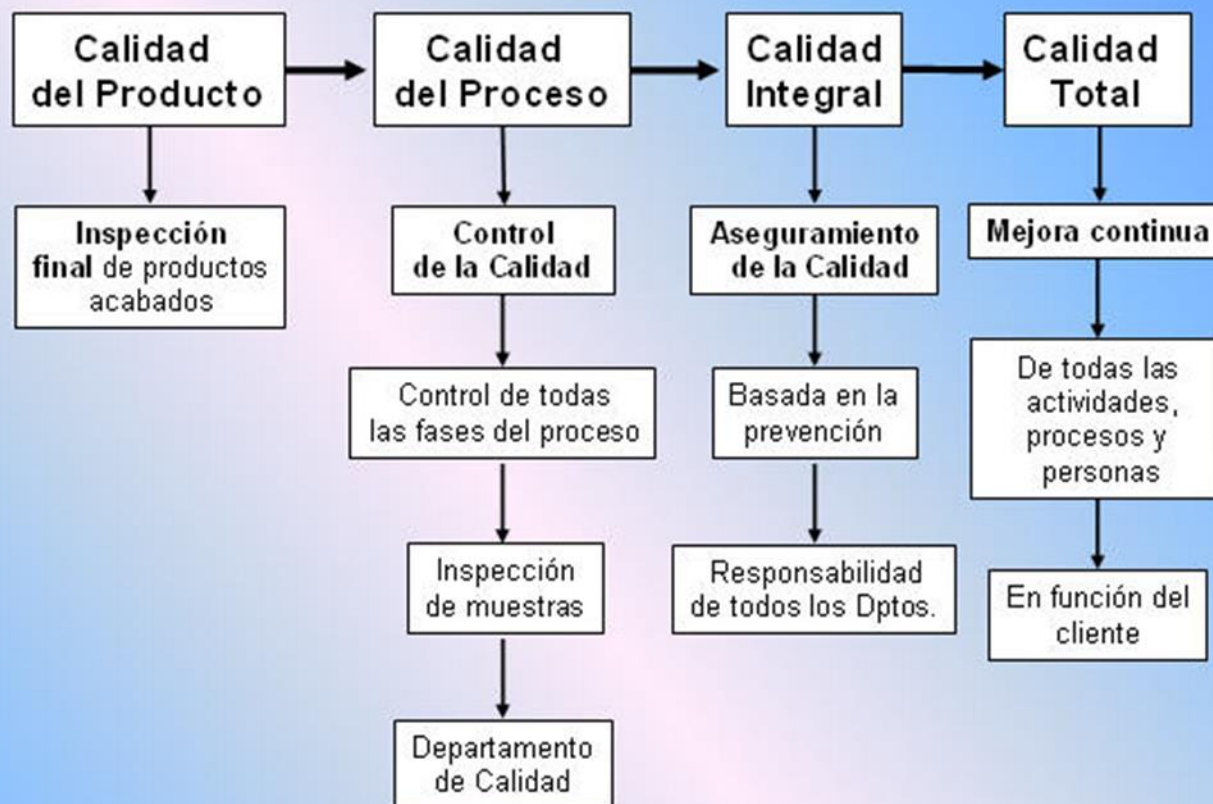 Calidad
del Producto
Calidad
del Proceso
Calidad
Integral
Calidad
Total
Inspección
final de productos
acabados
Control
de la Calidad
Aseguramiento
de la Calidad
Mejora continua
Control de todas
las fases del proceso
Basada en la
prevención
De todas las
actividades,
procesos y
personas
Inspección
de muestras
Responsabilidad
de todos los Dptos.
En función del
cliente
Departamento
de Calidad